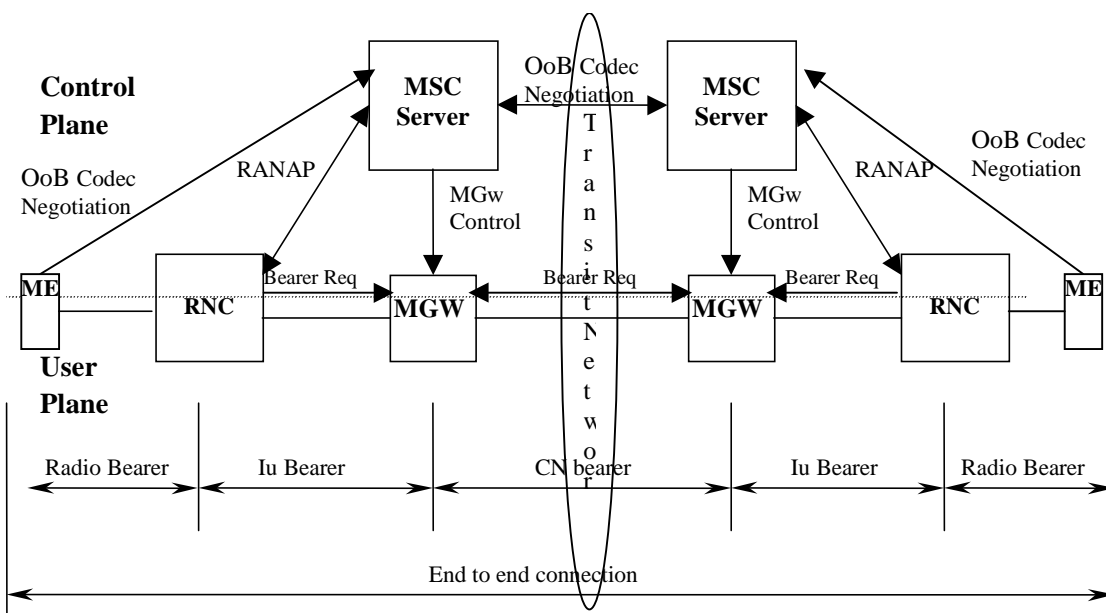 Control
Plane
MSC
Server
OoB Codec
Negotiation
MSC
Server
OoB Codec
Negotiation
RANAP
MGw
Control
Transit Networ
MGw
Control
RANAP
OoB Codec
Negotiation
ME
RNC
Bearer Req
MGW
Bearer Req
MGW
Bearer Req
RNC
ME
User
Plane
Radio Bearer
Iu Bearer
CN bearer
Iu Bearer
Radio Bearer
End to end connection